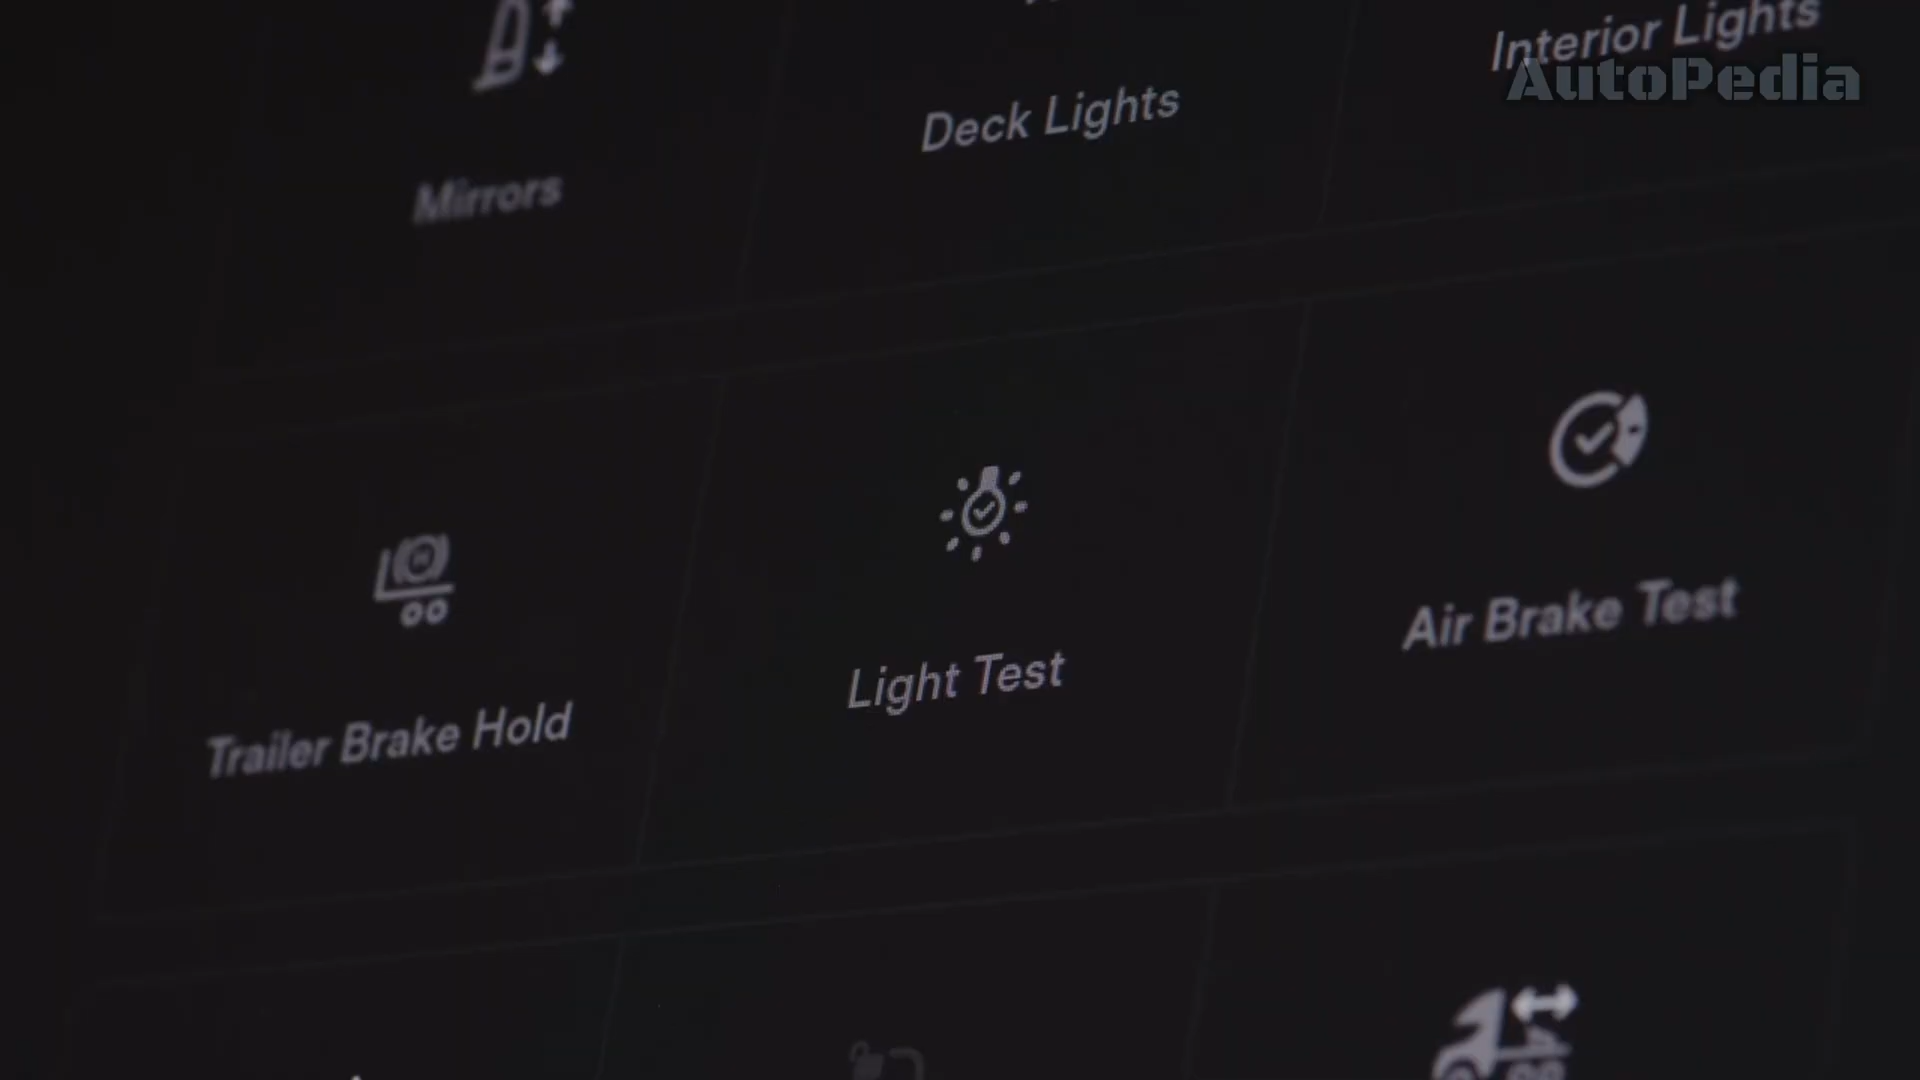 Interior Lights
AutoPedia
Deck Lights
Mirrors
Air Brake Test
Light Test
Trailer Brake Hold